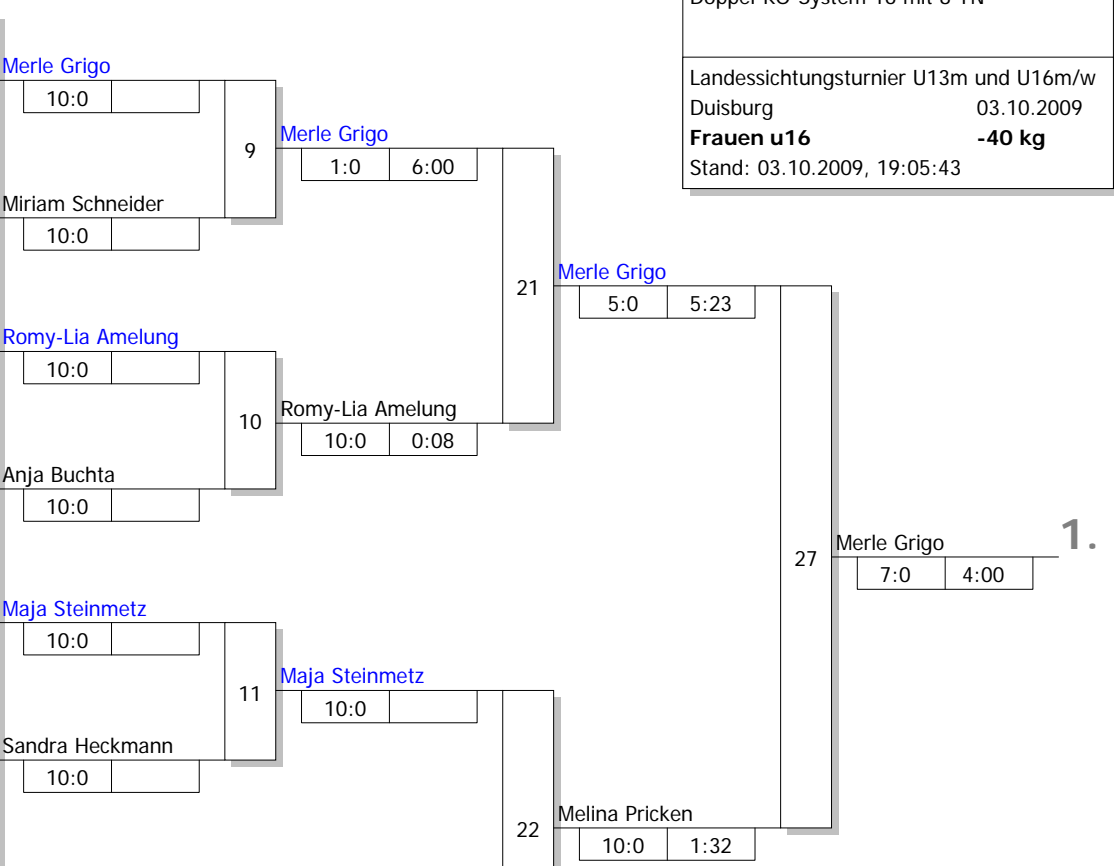 Doppel-KO-System 16 mit 8 TN
Landessichtungsturnier U13m und U16m/w
Duisburg 03.10.2009
Frauen u16 -40 kg
Stand: 03.10.2009, 19:05:43
Merle Grigo
10:0
9
Merle Grigo
1:0 6:00
Miriam Schneider
10:0
21
Merle Grigo
5:0 5:23
Romy-Lia Amelung
10:0
10
Romy-Lia Amelung
10:0 0:08
Anja Buchta
10:0
27
Merle Grigo
1.
7:0 4:00
Maja Steinmetz
10:0
11
Maja Steinmetz
10:0
Sandra Heckmann
10:0
22
Melina Pricken
10:0 1:32